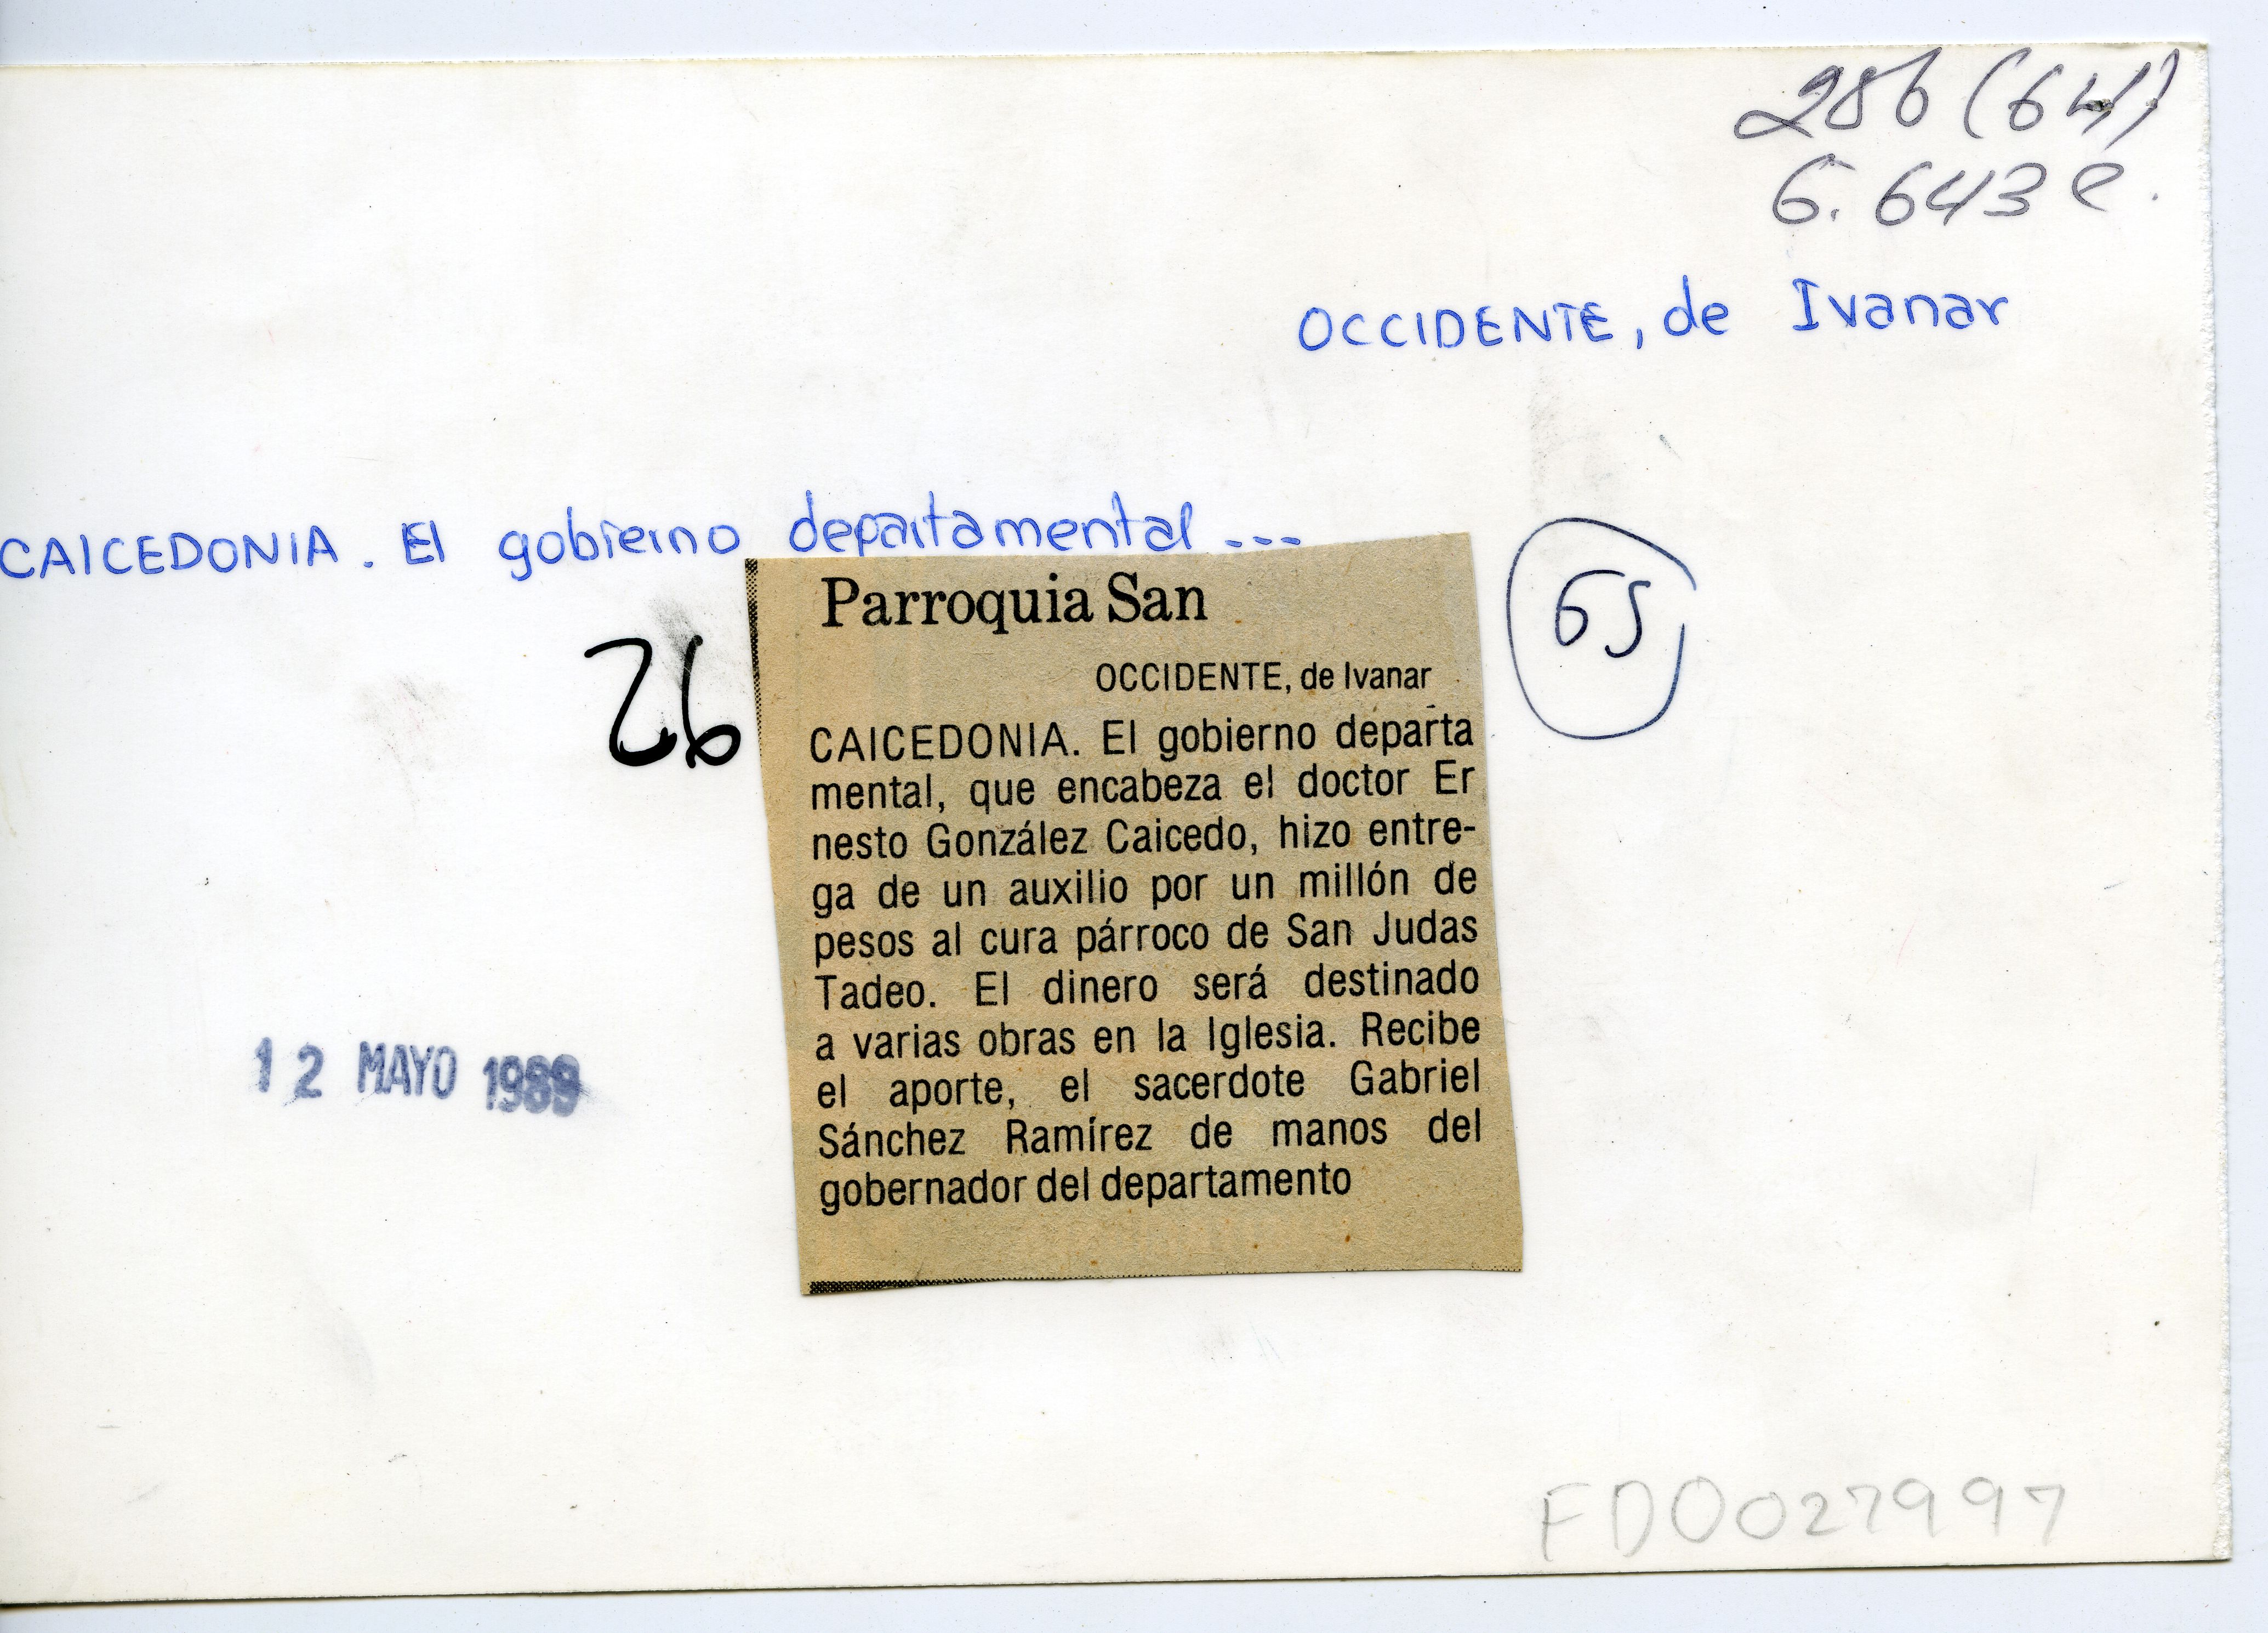 286 (64)
6.643 e.
OCCIDENTE, de Ivanar
CAICEDONIA. El gobierno departamental ---
26
65
Parroquia San
OCCIDENTE, de Ivanar
CAICEDONIA. El gobierno departa
mental, que encabeza el doctor Er
nesto González Caicedo, hizo entre-
ga de un auxilio por un millón de
pesos al cura párroco de San Judas
Tadeo. El dinero será destinado
a varias obras en la Iglesia. Recibe
el aporte, el sacerdote Gabriel
Sánchez Ramírez de manos del
gobernador del departamento
12 MAYO 1989
FDO027997